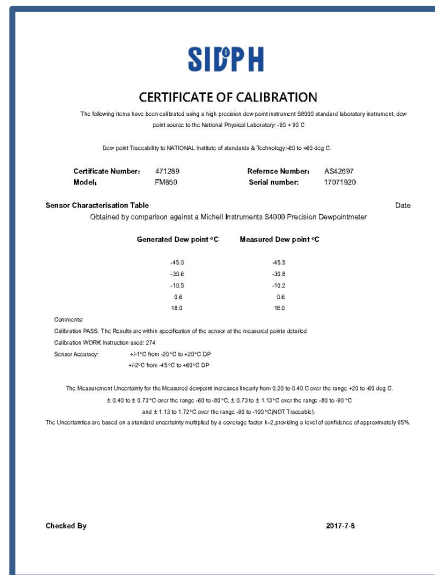 SIDPH
CERTIFICATE OF CALIBRATION
The following items have been calibrated using a high precision dew point instrument S8000 standard laboratory instrument, dew
point source to the National Physical Laboratory: -90 + 90 C
Dew point Traceability to NATIONAL Institute of standards & Technology:-60 to +60 deg C.
Certificate Number: 471289 Refernce Number: AS42697
Model: FM850 Serial number: 17071920
Sensor Characterisation Table Date
Obtained by comparison against a Michell Instruments S4000 Precision Dewpointmeter
Generated Dew point °C Measured Dew point °C
-45.0 -45.5
-30.6 -30.8
-10.5 -10.2
0.6 0.6
18.0 18.0
Comments:
Calibration PASS. The Results are within specification of the sensor at the measured points detailed
Calibration WORK Instruction used: 274
Sensor Accuracy: +/-1°C from -20°C to +20°C DP
+/-2°C from -45°C to +60°C DP
The Measurement Uncertainty for the Measured dewpoint increases linearly from 0.20 to 0.40 C over the range +20 to -60 deg C.
± 0.40 to ± 0.73°C over the range -60 to -80°C, ± 0.73 to ± 1.13°C over the range -80 to -90°C
and ± 1.13 to 1.72°C over the range -90 to -100°C(NOT Traceable).
The Uncertainties are based on a standard uncertainty multiplied by a coverage factor k=2,providing a level of confidence of approximately 95%.
Checked By 2017-7-6